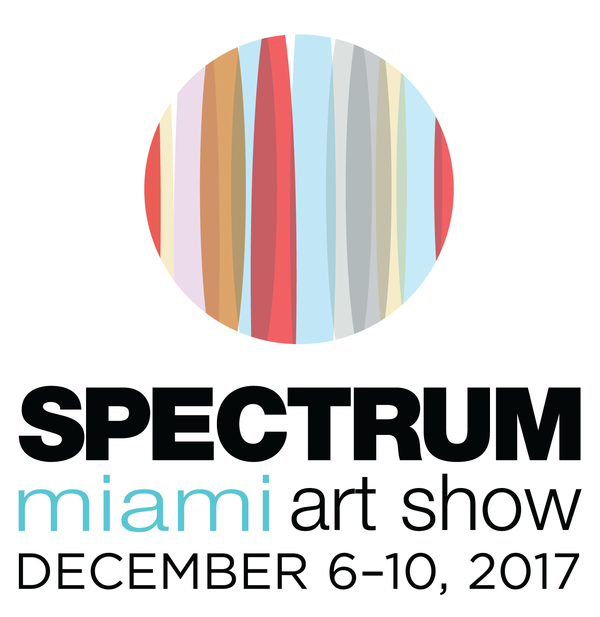 SPECTRUM
miami art show
DECEMBER 6–10, 2017